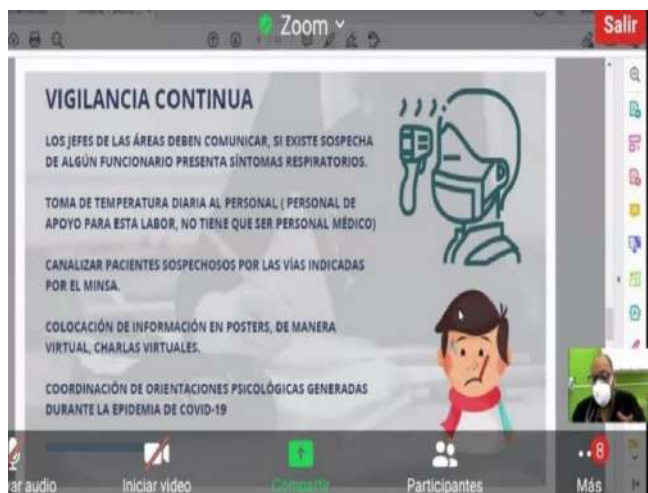 Zoom
Salir
VIGILANCIA CONTINUA
LOS JEFES DE LAS ÁREAS DEBEN COMUNICAR, SI EXISTE SOSPECHA
DE ALGÚN FUNCIONARIO PRESENTA SÍNTOMAS RESPIRATORIOS.
TOMA DE TEMPERATURA DIARIA AL PERSONAL ( PERSONAL DE
APOYO PARA ESTA LABOR, NO TIENE QUE SER PERSONAL MÉDICO)
CANALIZAR PACIENTES SOSPECHOSOS POR LAS VÍAS INDICADAS
POR EL MINSA.
COLOCACIÓN DE INFORMACIÓN EN POSTERS, DE MANERA
VIRTUAL, CHARLAS VIRTUALES.
COORDINACIÓN DE ORIENTACIONES PSICOLÓGICAS GENERADAS
DURANTE LA EPIDEMIA DE COVID-19
8
var audio
Iniciar video
Compartir
Participantes
Más